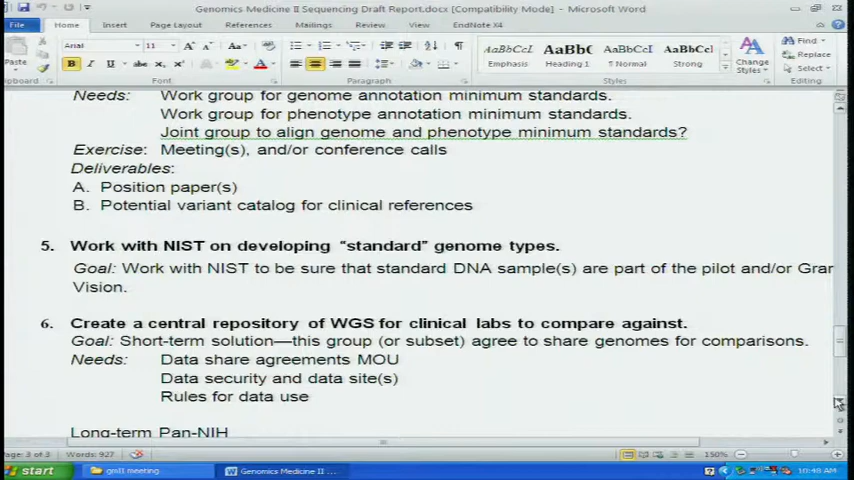 Genomics Medicine II Sequencing Draft Report.docx [Compatibility Mode] - Microsoft Word
File Home Insert Page Layout References Mailings Review View EndNote X4
Arial 11 Aa
Find
Replace
Select
Paste
B I U abc x₂ x²
AaBbCcI AaBb( AaBbCcI AaBbCc
Emphasis Heading 1 ¶ Normal Strong
Change Styles
Clipboard Font Paragraph Styles Editing
Needs: Work group for genome annotation minimum standards.
Work group for phenotype annotation minimum standards.
Joint group to align genome and phenotype minimum standards?
Exercise: Meeting(s), and/or conference calls
Deliverables:
A. Position paper(s)
B. Potential variant catalog for clinical references
5. Work with NIST on developing “standard” genome types.
Goal: Work with NIST to be sure that standard DNA sample(s) are part of the pilot and/or Gran
Vision.
6. Create a central repository of WGS for clinical labs to compare against.
Goal: Short-term solution—this group (or subset) agree to share genomes for comparisons.
Needs: Data share agreements MOU
Data security and data site(s)
Rules for data use
Long-term Pan-NIH
Page: 3 of 3 Words: 927 150%
start gmII meeting Genomics Medicine II ... 10:48 AM